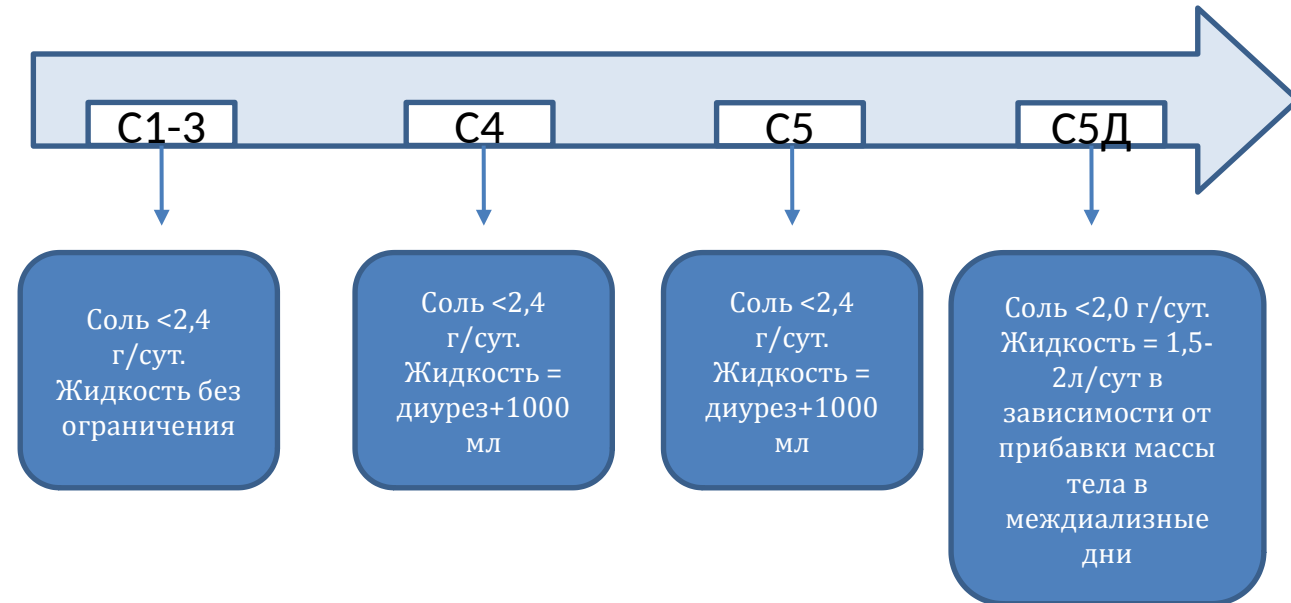 С1-3
С4
С5
С5Д
Соль <2,4
г/сут.
Жидкость без
ограничения
Соль <2,4
г/сут.
Жидкость =
диурез+1000
мл
Соль <2,4
г/сут.
Жидкость =
диурез+1000
мл
Соль <2,0 г/сут.
Жидкость = 1,5-
2л/сут в
зависимости от
прибавки массы
тела в
междиализные
дни